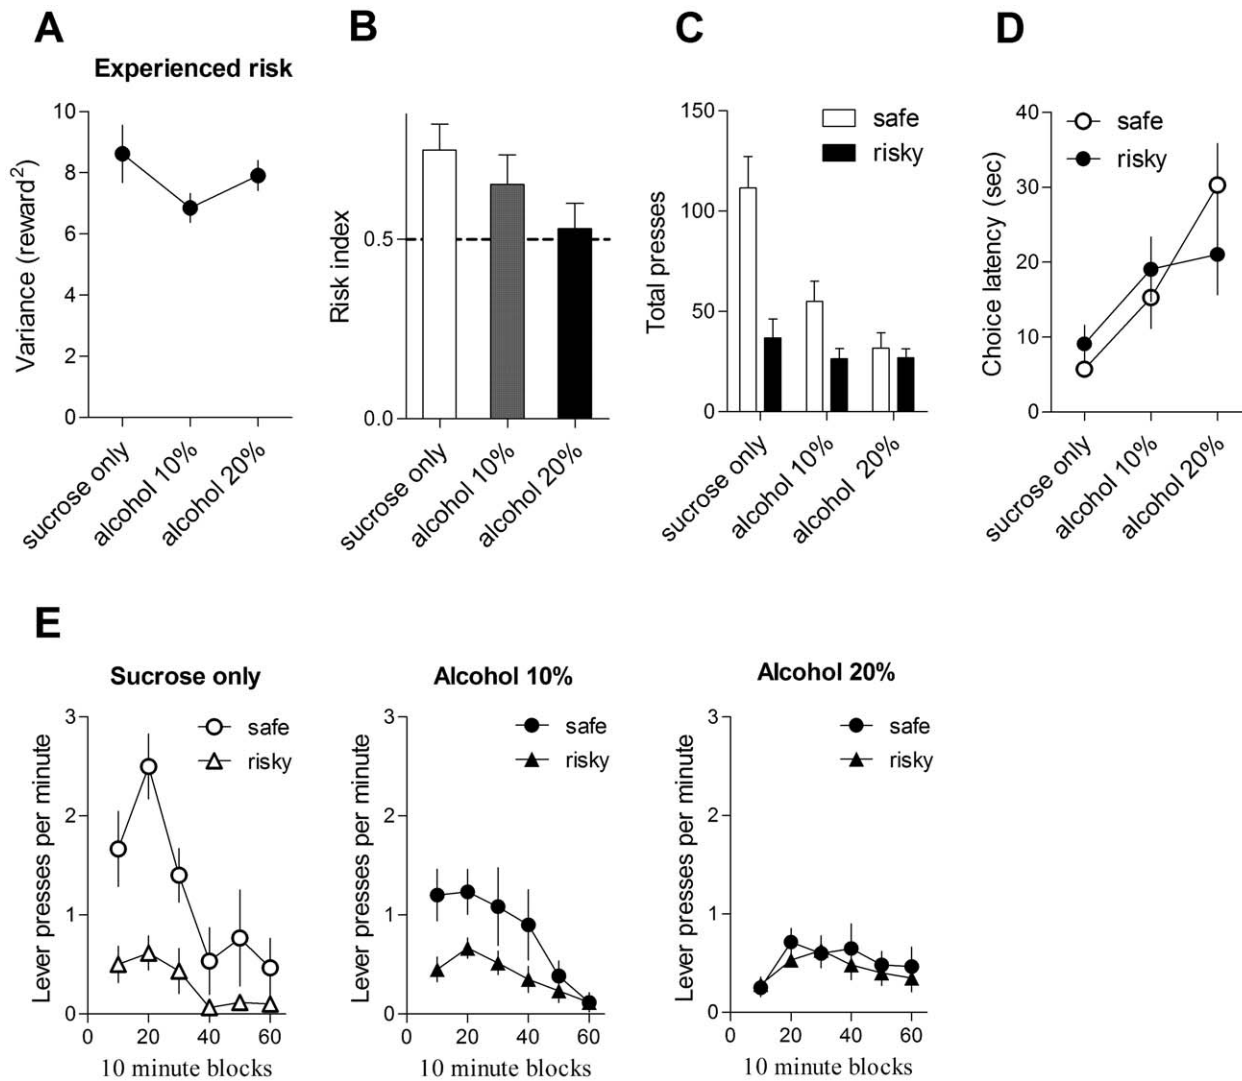 A
Experienced risk
Variance (reward²)
10
8
6
4
2
0
sucrose only
alcohol 10%
alcohol 20%
B
Risk index
0.5
0.0
sucrose only
alcohol 10%
alcohol 20%
C
Total presses
150
100
50
0
safe
risky
sucrose only
alcohol 10%
alcohol 20%
D
Choice latency (sec)
40
30
20
10
0
safe
risky
sucrose only
alcohol 10%
alcohol 20%
E
Sucrose only
Lever presses per minute
3
2
1
0
safe
risky
0 20 40 60
10 minute blocks
Alcohol 10%
Lever presses per minute
3
2
1
0
safe
risky
0 20 40 60
10 minute blocks
Alcohol 20%
Lever presses per minute
3
2
1
0
safe
risky
0 20 40 60
10 minute blocks